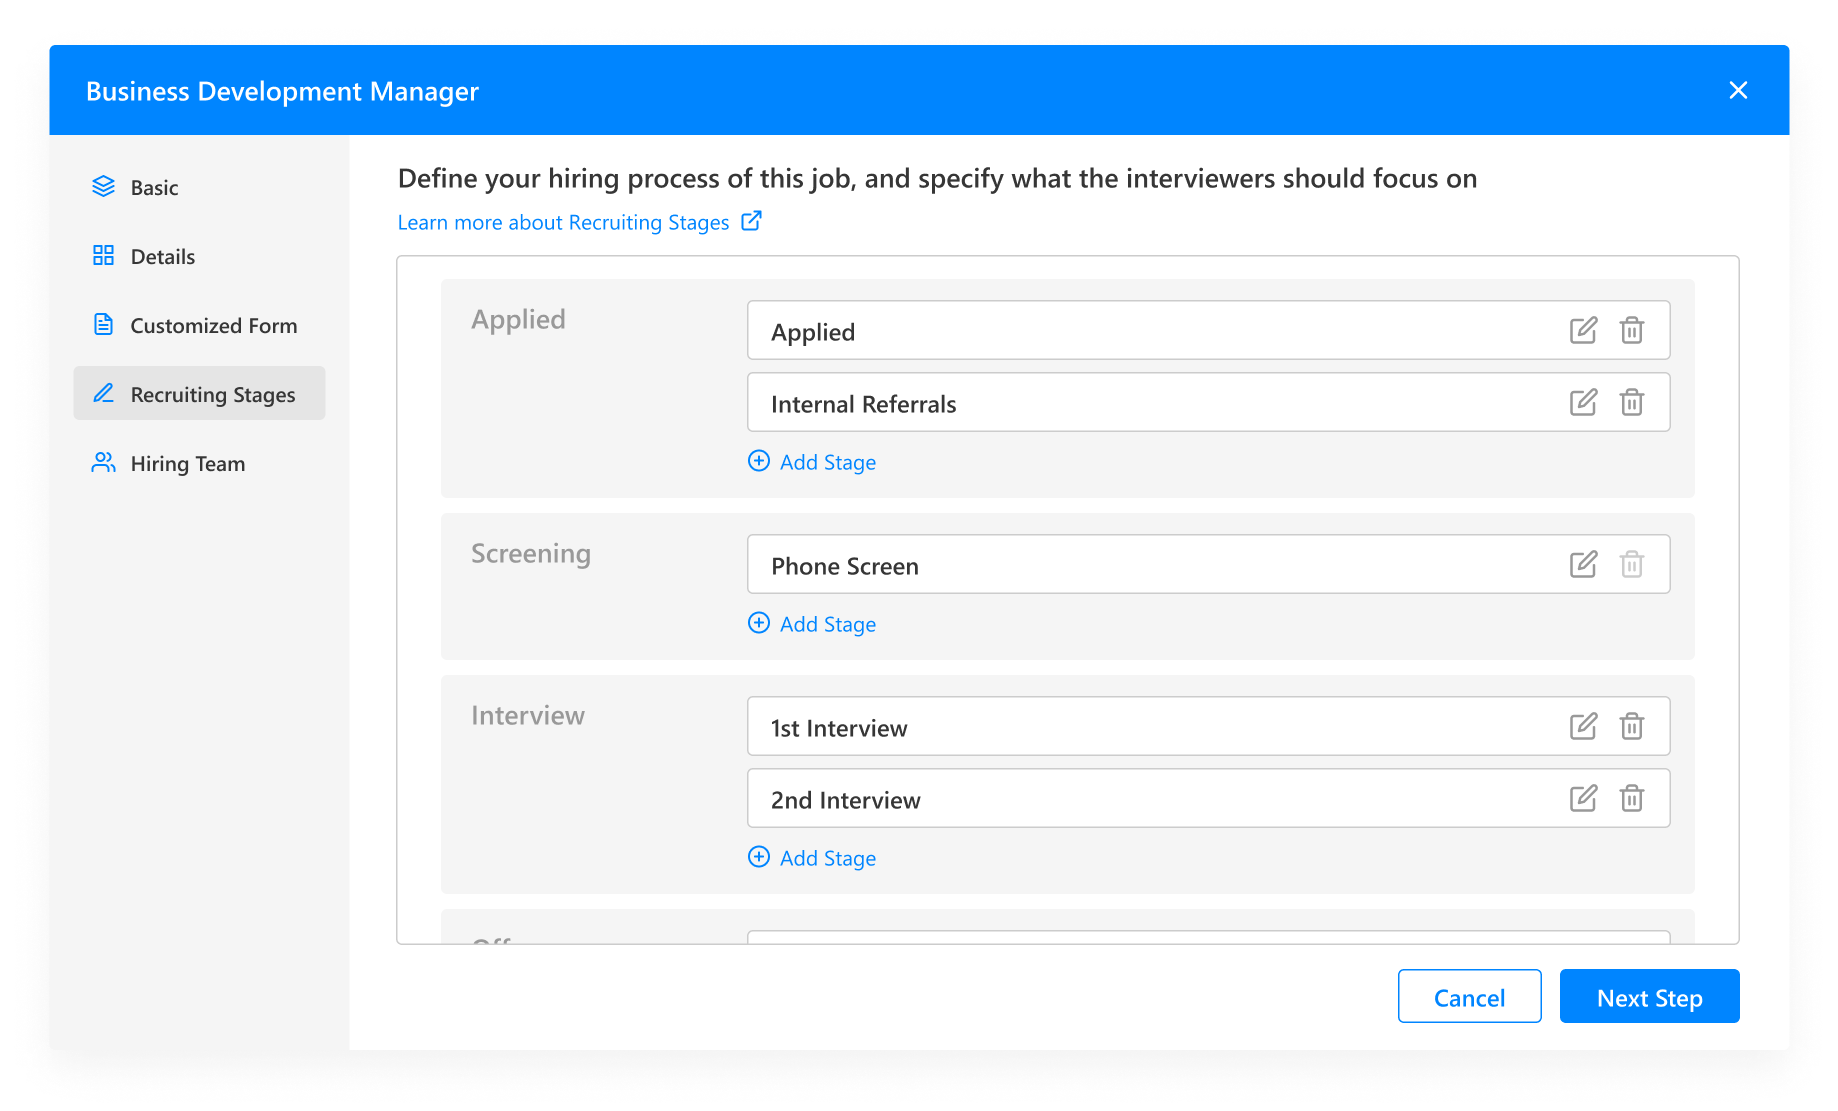 Business Development Manager
Basic
Details
Customized Form
Recruiting Stages
Hiring Team
Define your hiring process of this job, and specify what the interviewers should focus on
Learn more about Recruiting Stages
Applied
Applied
Internal Referrals
Add Stage
Screening
Phone Screen
Add Stage
Interview
1st Interview
2nd Interview
Add Stage
Cancel
Next Step